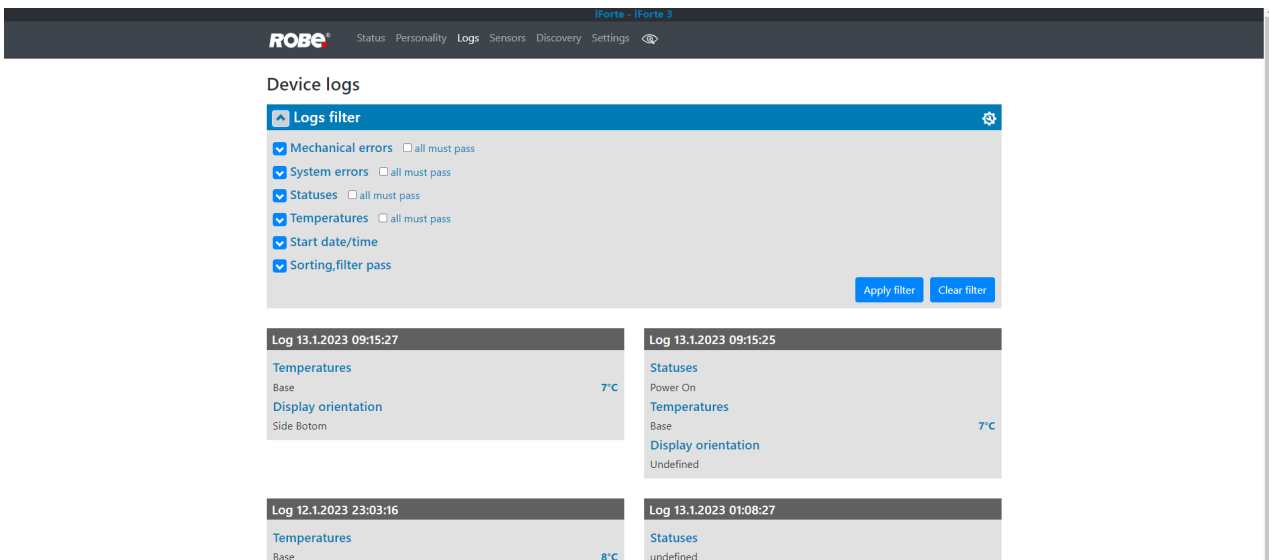 iForte - iForte 3
ROBE® Status Personality Logs Sensors Discovery Settings
Device logs
Logs filter
Mechanical errors all must pass
System errors all must pass
Statuses all must pass
Temperatures all must pass
Start date/time
Sorting,filter pass
Apply filter Clear filter
Log 13.1.2023 09:15:27
Temperatures
Base 7°C
Display orientation
Side Botom
Log 13.1.2023 09:15:25
Statuses
Power On
Temperatures
Base 7°C
Display orientation
Undefined
Log 12.1.2023 23:03:16
Temperatures
Base 8°C
Log 13.1.2023 01:08:27
Statuses
undefined